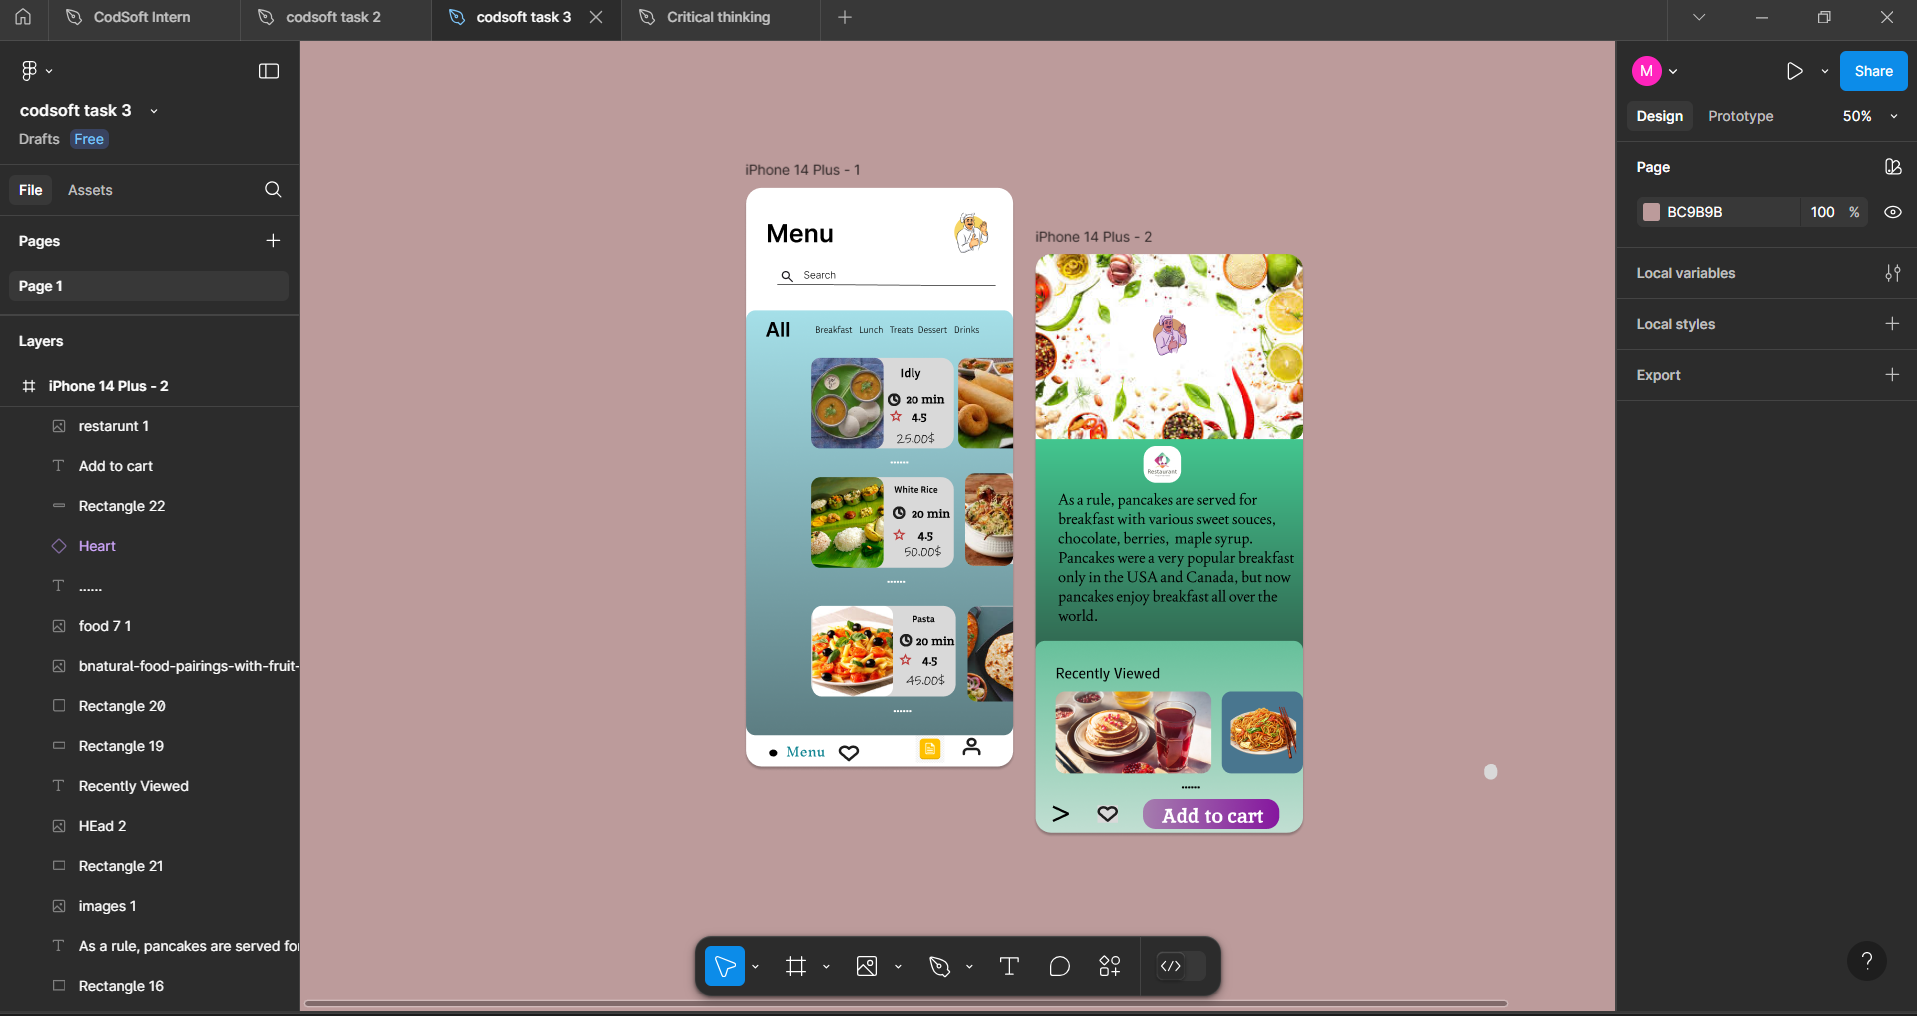 CodSoft Intern
codsoft task 2
codsoft task 3
Critical thinking
codsoft task 3
Drafts Free
File Assets
Pages
Page 1
Layers
iPhone 14 Plus - 2
restarunt 1
Add to cart
Rectangle 22
Heart
......
food 7 1
bnatural-food-pairings-with-fruit-
Rectangle 20
Rectangle 19
Recently Viewed
HEad 2
Rectangle 21
images 1
As a rule, pancakes are served for
Rectangle 16
iPhone 14 Plus - 1
Menu
Search
All Breakfast Lunch Treats Dessert Drinks
Idly
20 min
4.5
25.00$
......
White Rice
20 min
4.5
50.00$
......
Pasta
20 min
4.5
45.00$
......
Menu
iPhone 14 Plus - 2
Restaurant
As a rule, pancakes are served for
breakfast with various sweet souces,
chocolate, berries, maple syrup.
Pancakes were a very popular breakfast
only in the USA and Canada, but now
pancakes enjoy breakfast all over the
world.
Recently Viewed
......
> Add to cart
M
Share
Design Prototype 50%
Page
BC9B9B 100 %
Local variables
Local styles
Export
?